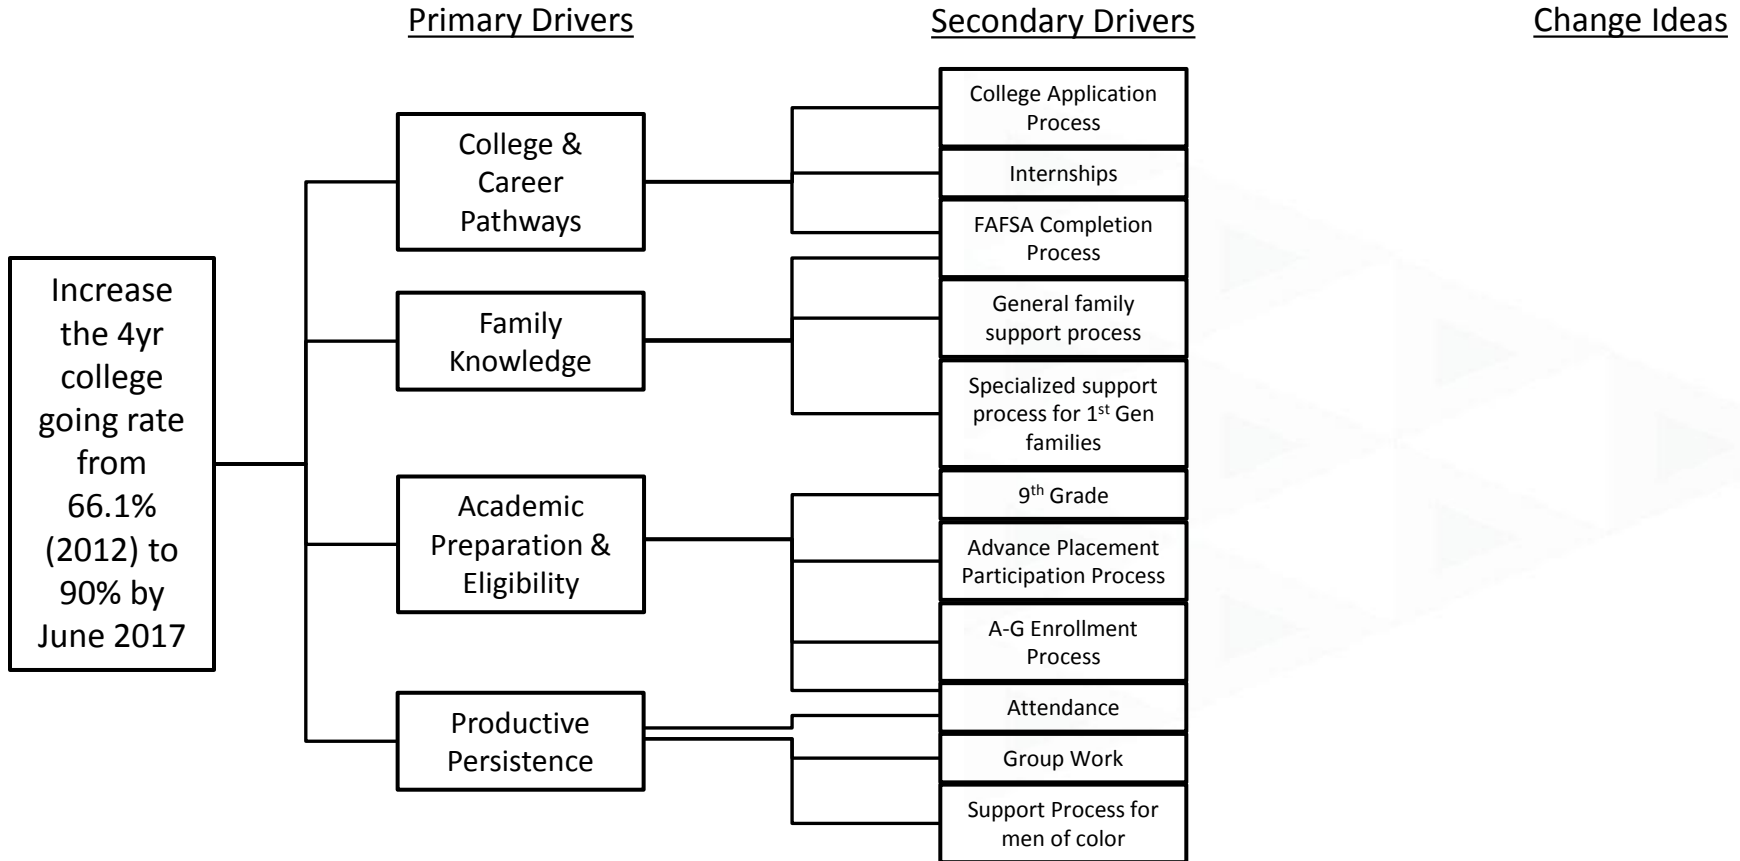 Primary Drivers
Secondary Drivers
Change Ideas
Increase
the 4yr
college
going rate
from
66.1%
(2012) to
90% by
June 2017
College &
Career
Pathways
Family
Knowledge
Academic
Preparation &
Eligibility
Productive
Persistence
College Application
Process
Internships
FAFSA Completion
Process
General family
support process
Specialized support
process for 1st Gen
families
9th Grade
Advance Placement
Participation Process
A-G Enrollment
Process
Attendance
Group Work
Support Process for
men of color